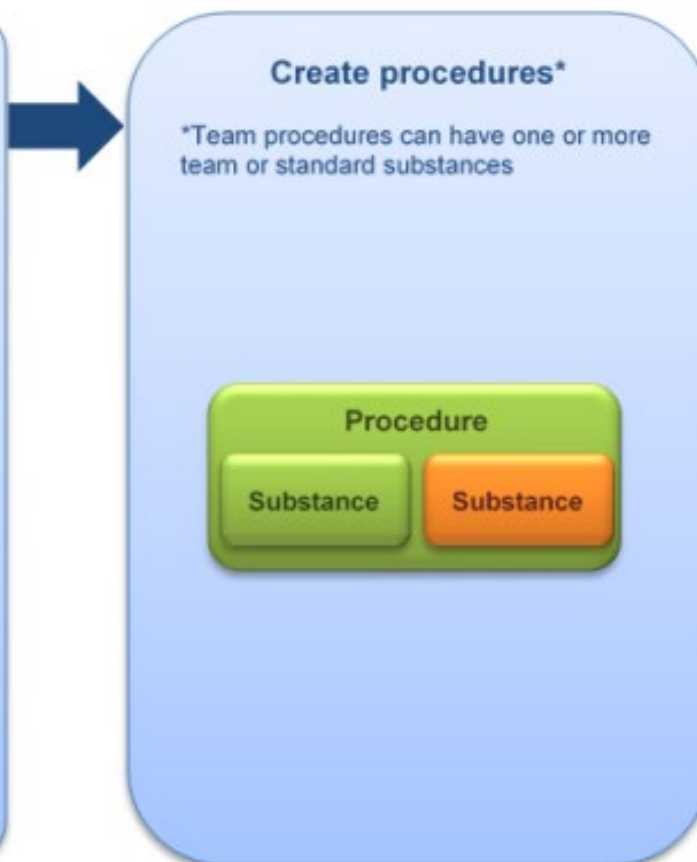 Create procedures*
*Team procedures can have one or more
team or standard substances
Procedure
Substance
Substance